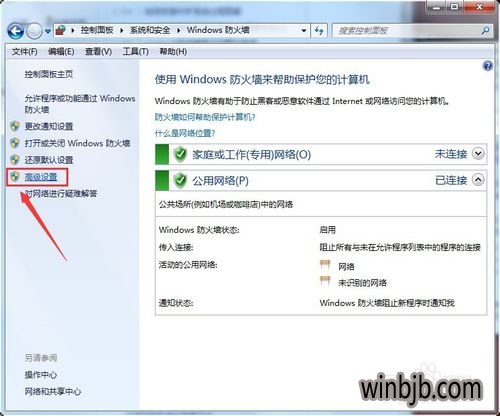 控制面板 ▸ 系统和安全 ▸ Windows 防火墙
搜索控制面板
文件(F) 编辑(E) 查看(V) 工具(T) 帮助(H)
控制面板主页
允许程序或功能通过 Windows
防火墙
更改通知设置
打开或关闭 Windows 防火墙
还原默认设置
高级设置
对网络进行疑难解答
另请参阅
操作中心
网络和共享中心
使用 Windows 防火墙来帮助保护您的计算机
Windows 防火墙有助于防止黑客或恶意软件通过 Internet 或网络访问您的计算机。
防火墙如何帮助保护计算机?
什么是网络位置?
家庭或工作(专用)网络(O) 未连接
公用网络(P) 已连接
公共场所(例如机场或咖啡店)中的网络
Windows 防火墙状态: 启用
传入连接: 阻止所有与未在允许程序列表中的程序的连接
活动的公用网络: 网络
未识别的网络
通知状态: Windows 防火墙阻止新程序时通知我
winbjb.com